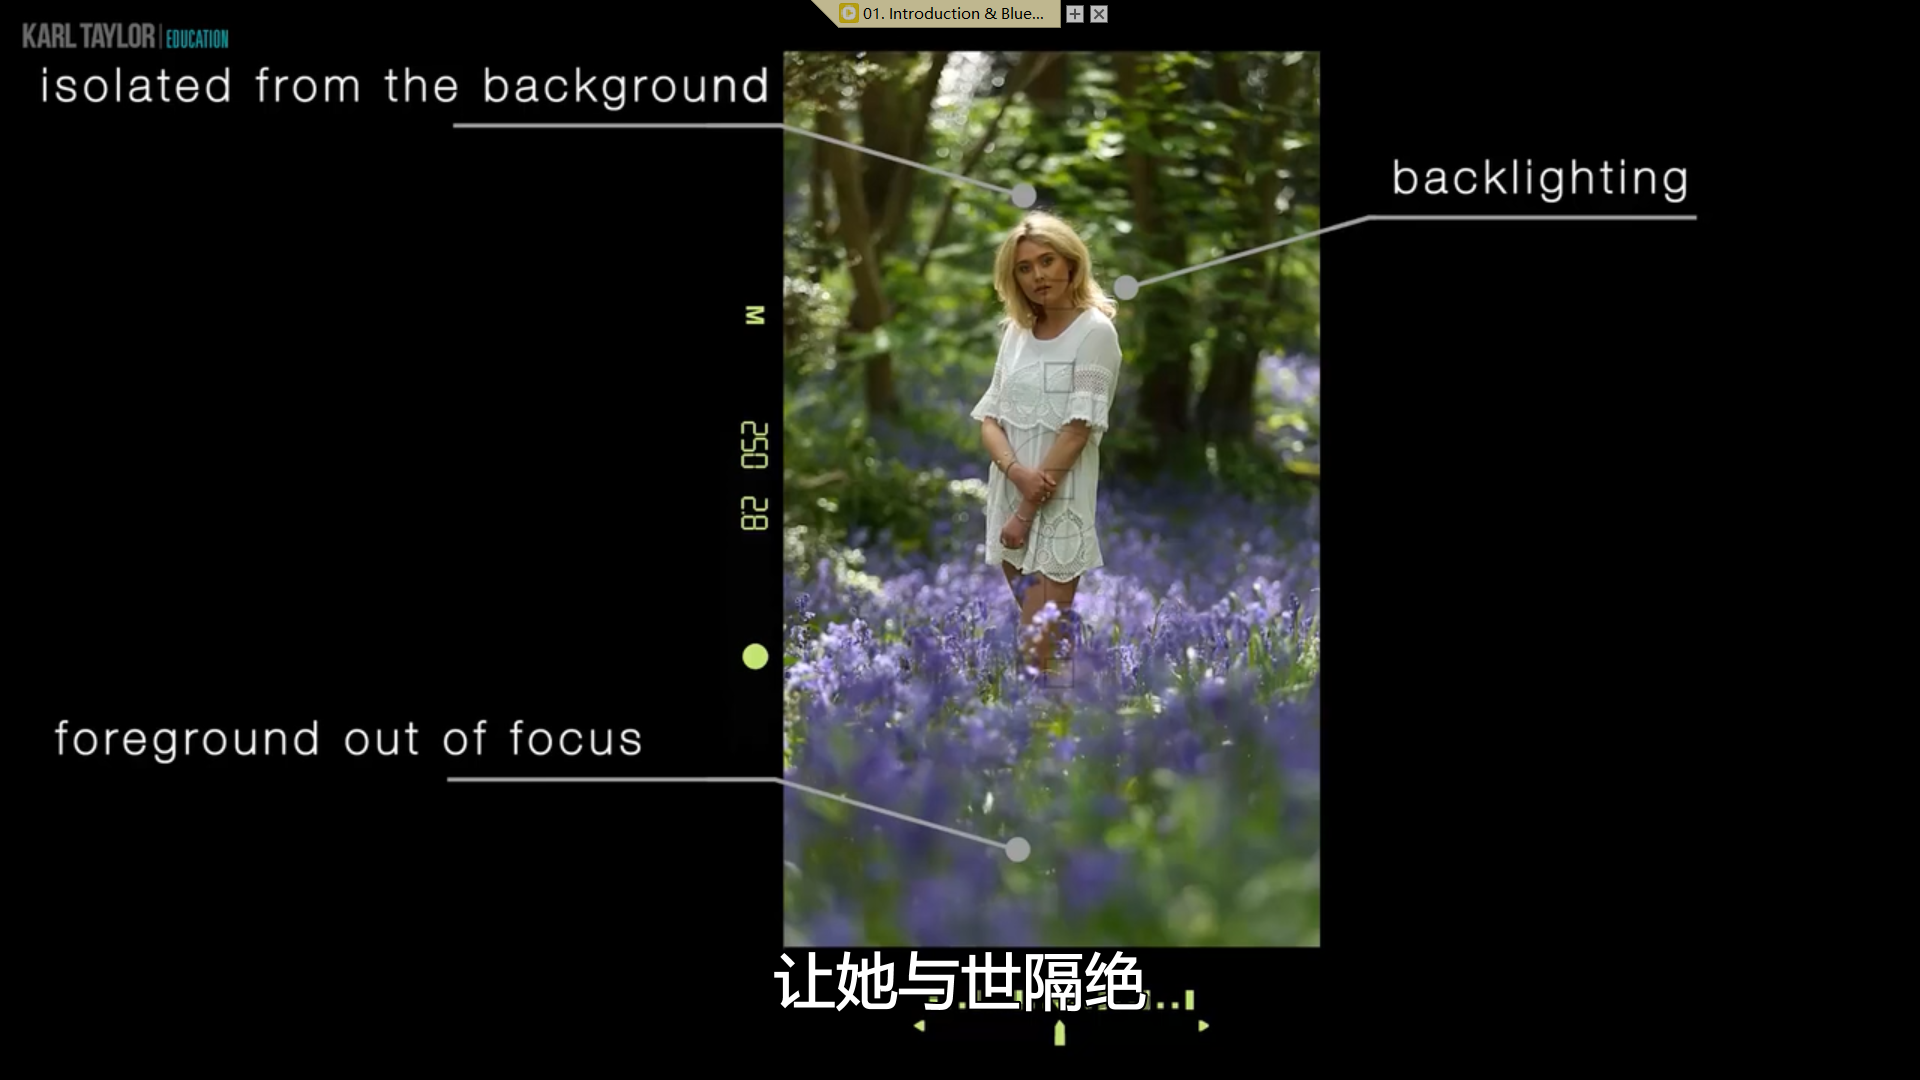 01. Introduction & Blue...
KARL TAYLOR | EDUCATION
isolated from the background
backlighting
M
250
2.8
foreground out of focus
让她与世隔绝